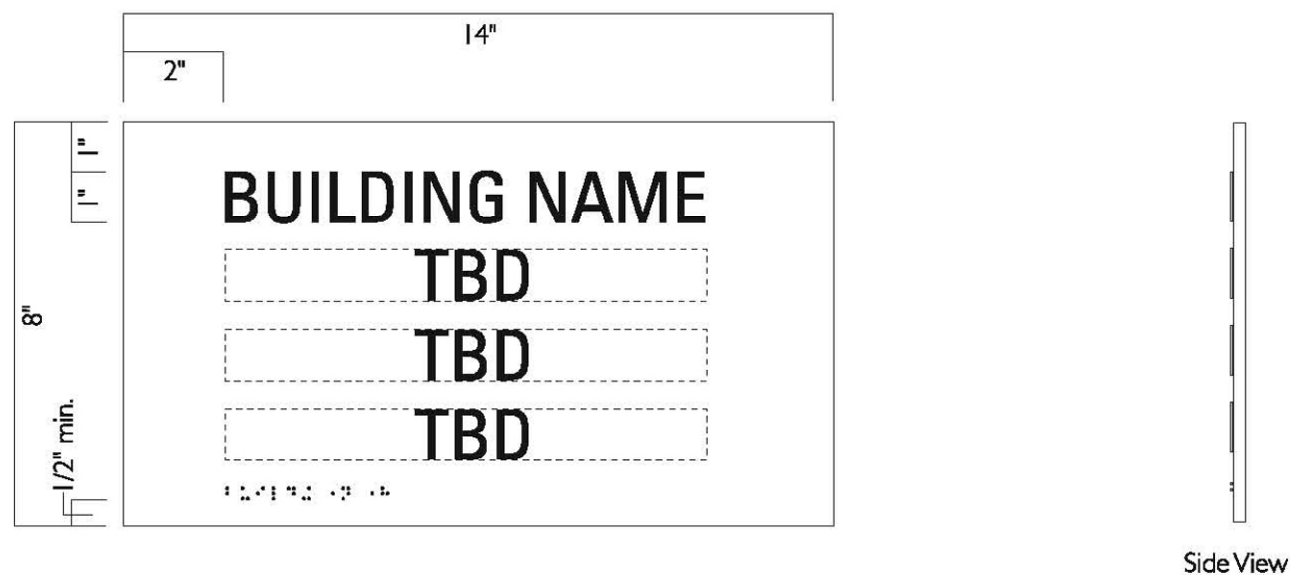 14"
2"
1"
1"
8"
1/2" min.
BUILDING NAME
TBD
TBD
TBD
Side View